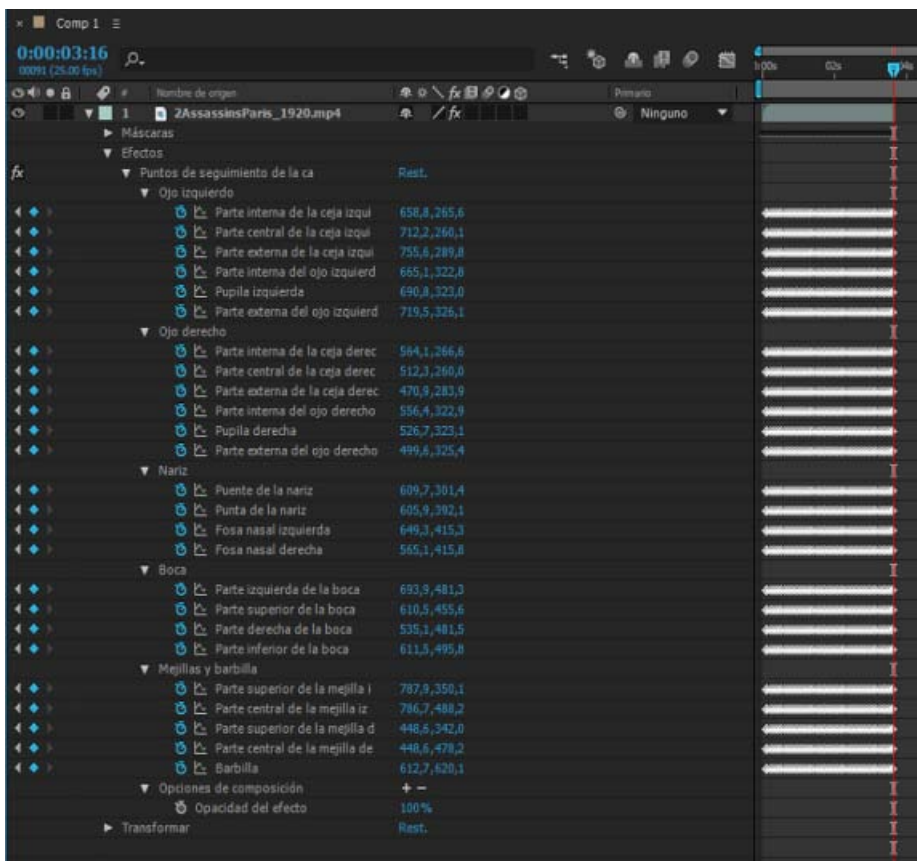 Comp 1
0:00:03:16
00091 (25.00 fps)
00s 02s 04s
# Nombre de origen Primario
1 2AssassinsParis_1920.mp4 Ninguno
Máscaras
Efectos
fx Puntos de seguimiento de la ca Rest.
Ojo izquierdo
Parte interna de la ceja izqui 658,8,265,6
Parte central de la ceja izqui 712,2,260,1
Parte externa de la ceja izqui 755,6,289,8
Parte interna del ojo izquierd 665,1,322,8
Pupila izquierda 690,8,323,0
Parte externa del ojo izquierd 719,5,326,1
Ojo derecho
Parte interna de la ceja derec 564,1,266,6
Parte central de la ceja derec 512,3,260,0
Parte externa de la ceja derec 470,9,283,9
Parte interna del ojo derecho 556,4,322,9
Pupila derecha 526,7,323,1
Parte externa del ojo derecho 499,6,325,4
Nariz
Puente de la nariz 609,7,301,4
Punta de la nariz 605,9,392,1
Fosa nasal izquierda 649,3,415,3
Fosa nasal derecha 565,1,415,8
Boca
Parte izquierda de la boca 693,9,481,3
Parte superior de la boca 610,5,455,6
Parte derecha de la boca 535,1,481,5
Parte inferior de la boca 611,5,495,8
Mejillas y barbilla
Parte superior de la mejilla i 787,9,350,1
Parte central de la mejilla iz 786,7,488,2
Parte superior de la mejilla d 448,6,342,0
Parte central de la mejilla de 448,6,478,2
Barbilla 612,7,620,1
Opciones de composición + −
Opacidad del efecto 100%
Transformar Rest.